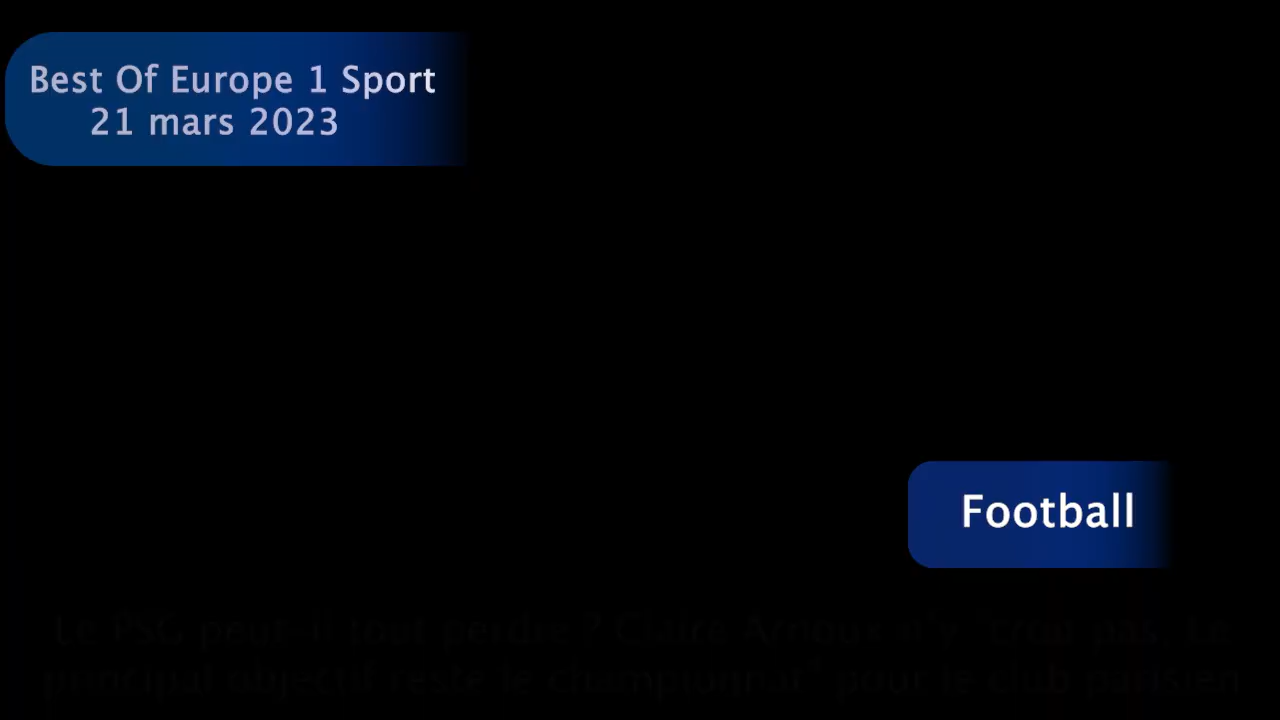 Best Of Europe 1 Sport
21 mars 2023
Football
Le PSG peut-il tout perdre ? Claire Arnoux n'y "croit pas. Le
principal objectif reste le championnat" pour le club parisien